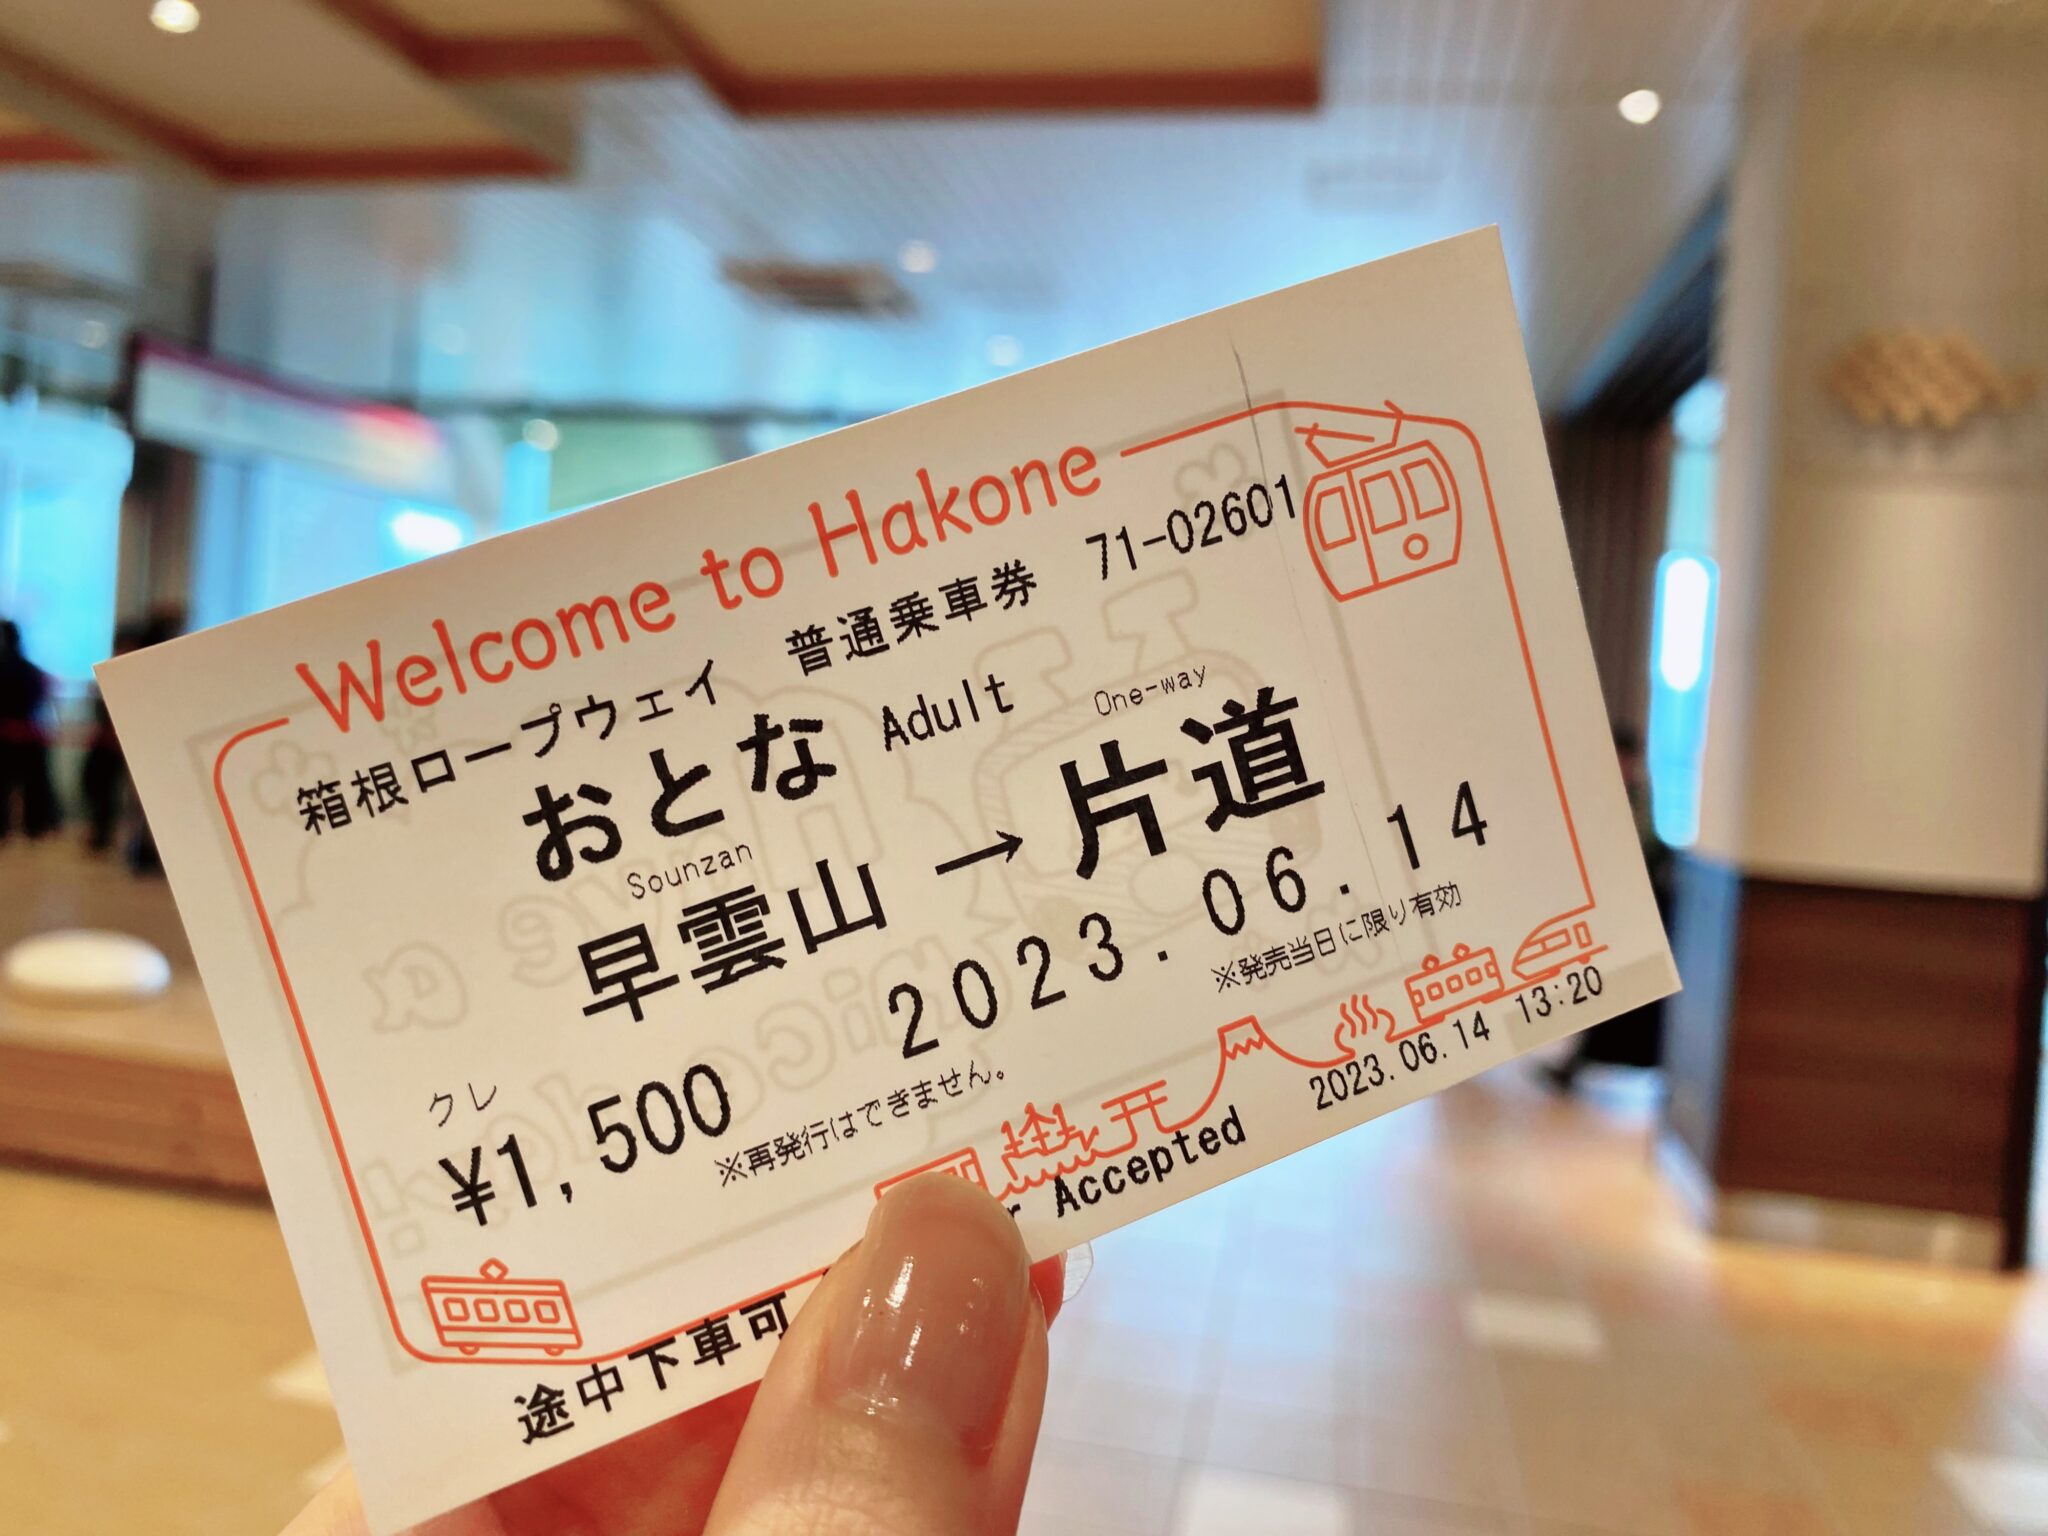 Welcome to Hakone
箱根ロープウェイ 普通乗車券 71-02601
おとな Adult One-way
Sounzan
早雲山 → 片道
2023.06.14
※発売当日に限り有効
クレ
¥1,500 ※再発行はできません。
途中下車可 Accepted 2023.06.14 13:20